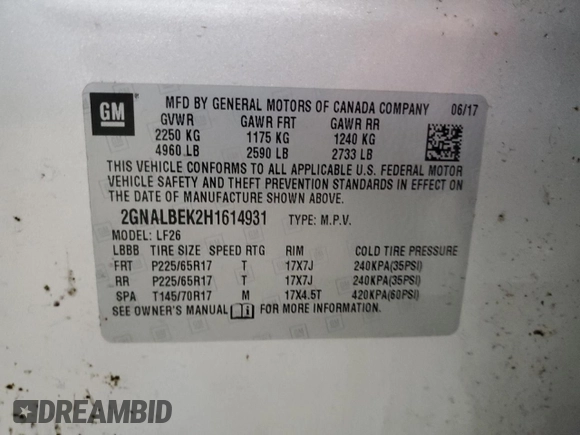 GM
MFD BY GENERAL MOTORS OF CANADA COMPANY 06/17
GVWR GAWR FRT GAWR RR
2250 KG 1175 KG 1240 KG
4960 LB 2590 LB 2733 LB
THIS VEHICLE CONFORMS TO ALL APPLICABLE U.S. FEDERAL MOTOR
VEHICLE SAFETY AND THEFT PREVENTION STANDARDS IN EFFECT ON
THE DATE OF MANUFACTURE SHOWN ABOVE.
2GNALBEK2H1614931 TYPE: M.P.V.
MODEL: LF26
LBBB TIRE SIZE SPEED RTG RIM COLD TIRE PRESSURE
FRT P225/65R17 T 17X7J 240KPA(35PSI)
RR P225/65R17 T 17X7J 240KPA(35PSI)
SPA T145/70R17 M 17X4.5T 420KPA(60PSI)
SEE OWNER'S MANUAL FOR ADDITIONAL INFORMATION.
DREAMBID